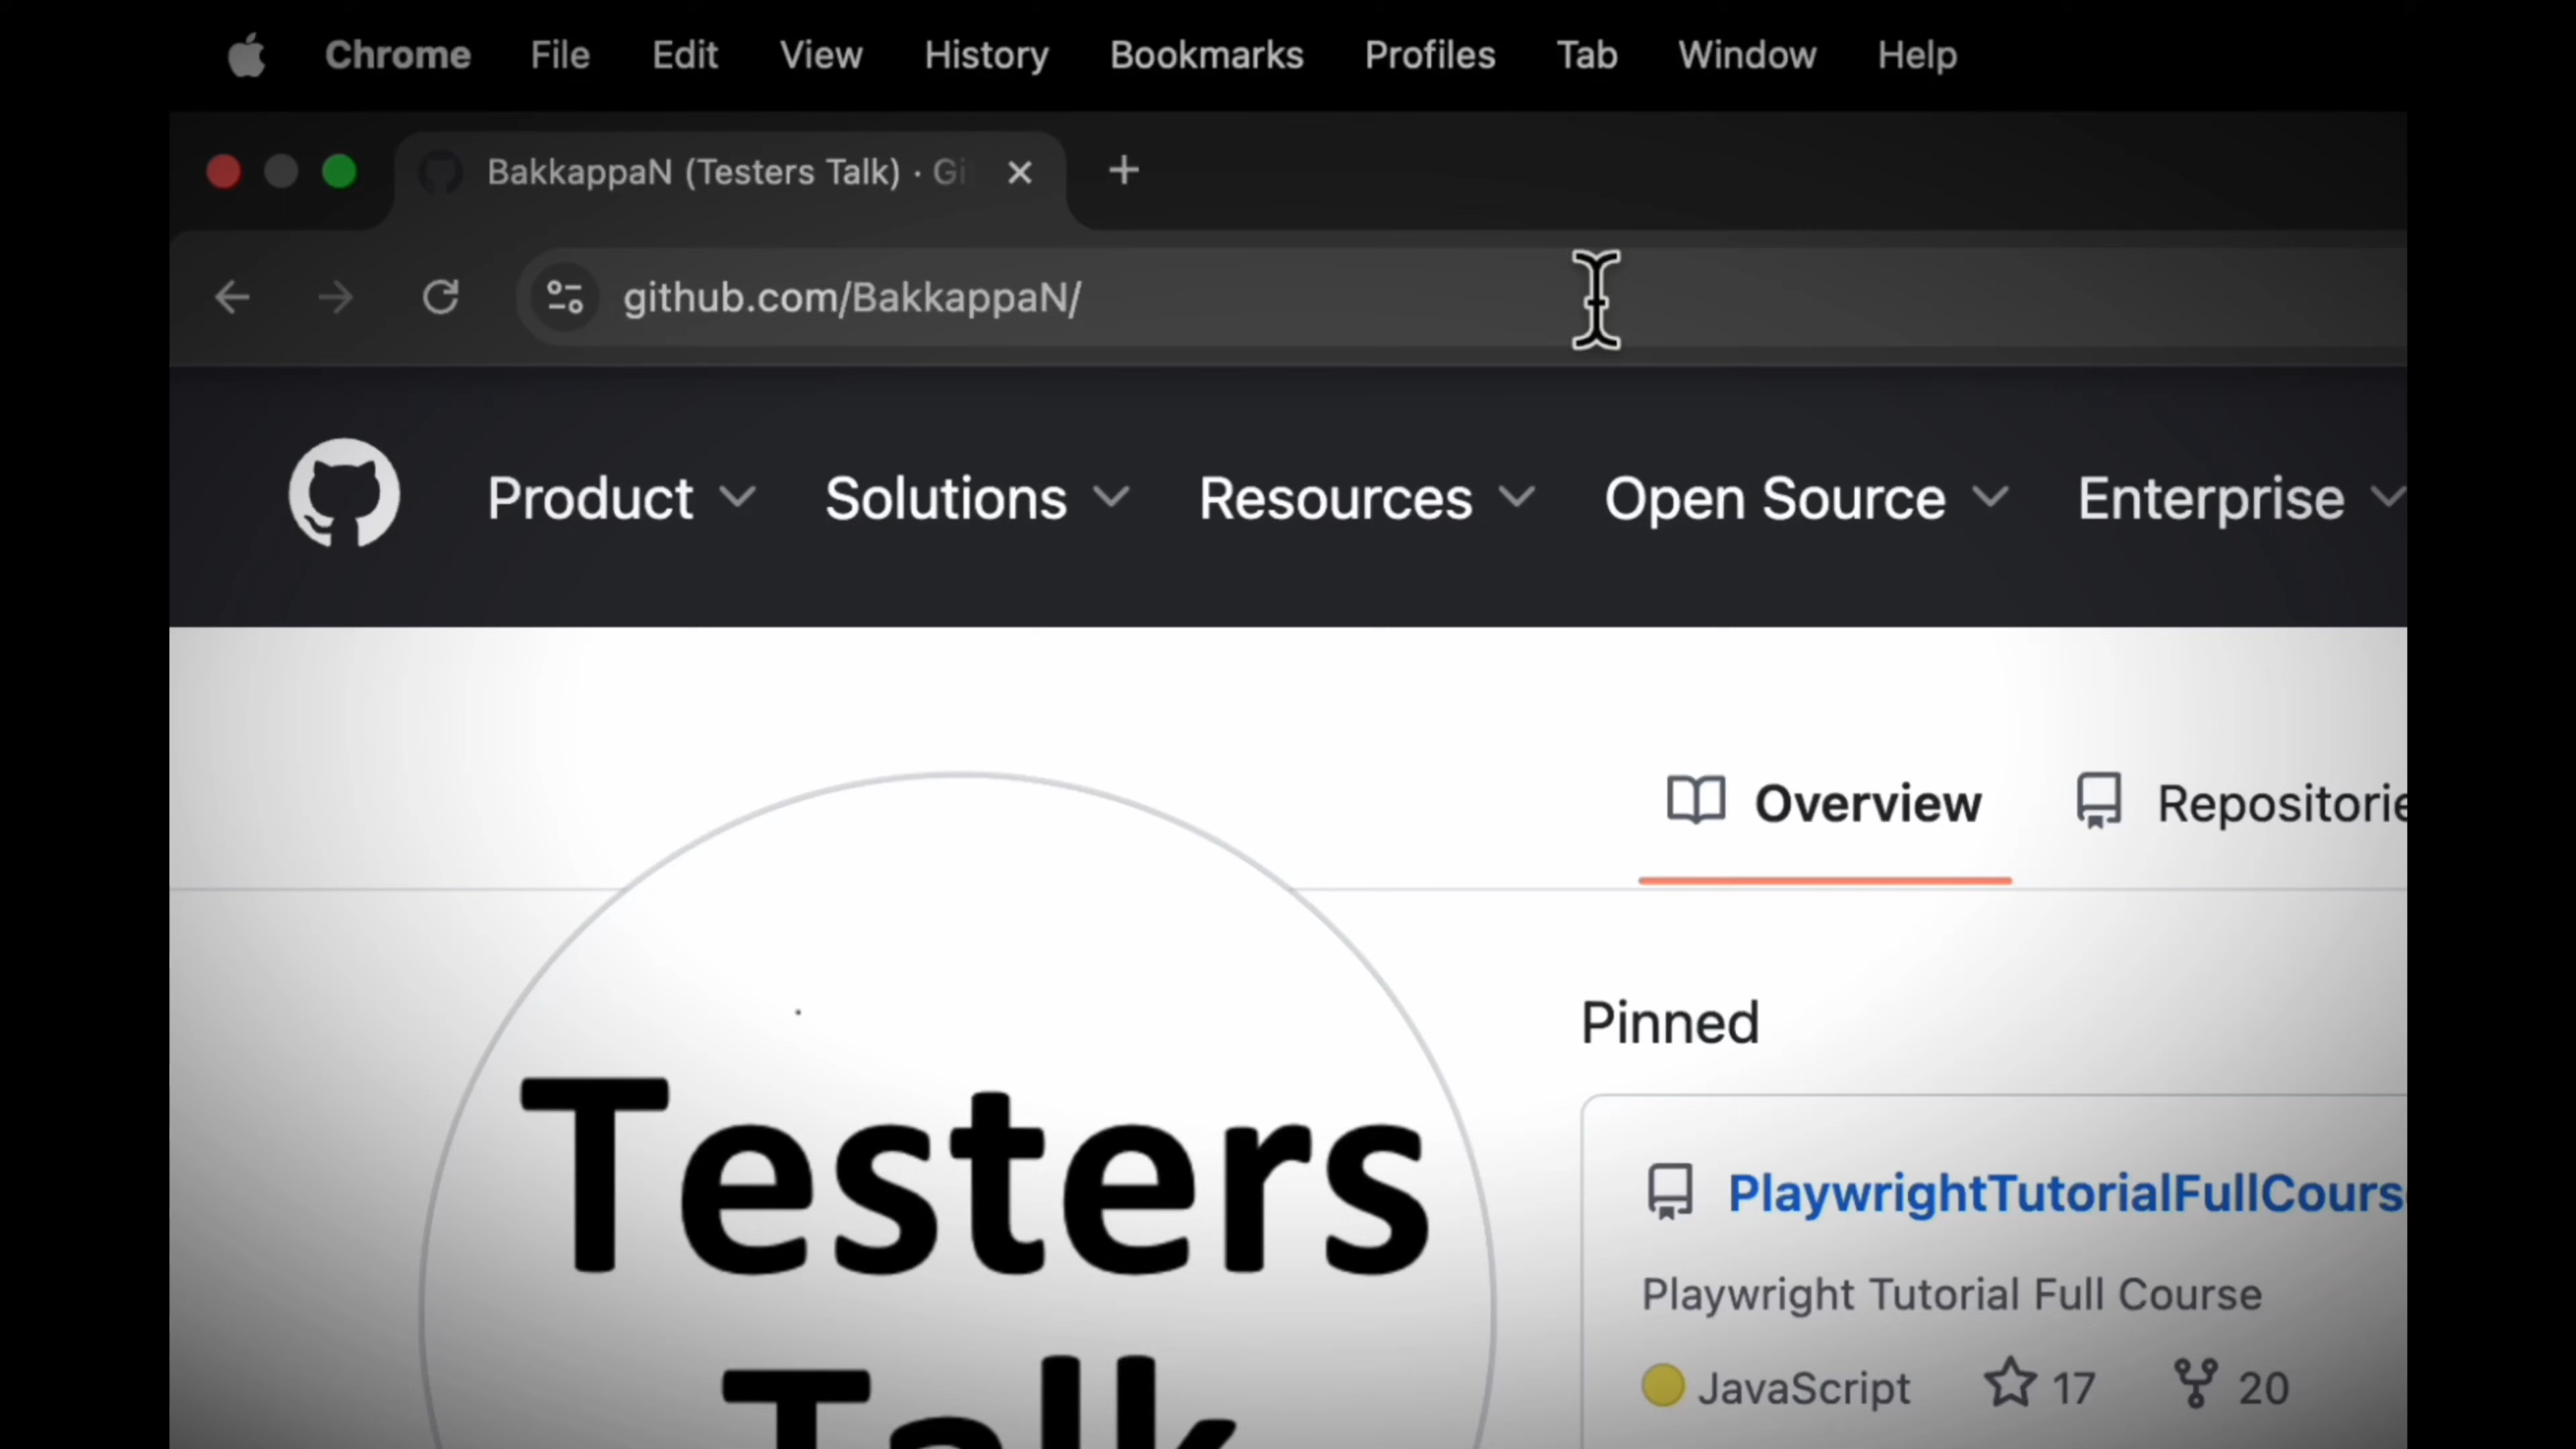 Chrome File Edit View History Bookmarks Profiles Tab Window Help
BakkappaN (Testers Talk) · Gi
github.com/BakkappaN/
Product Solutions Resources Open Source Enterprise
Overview Repositorie
Testers
Talk
Pinned
PlaywrightTutorialFullCours
Playwright Tutorial Full Course
JavaScript 17 20